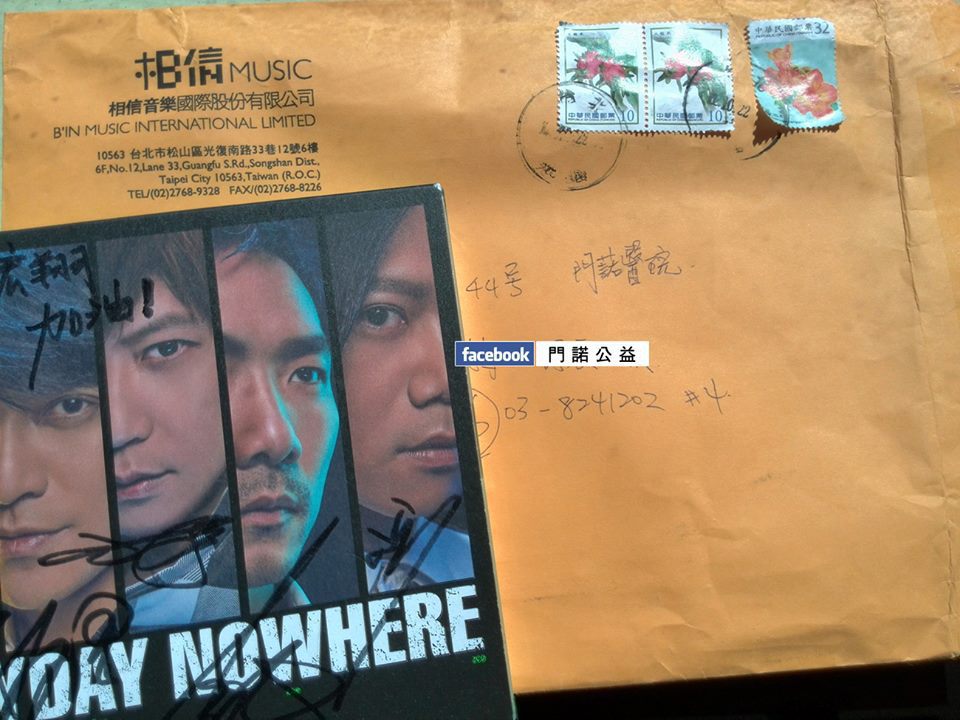 相信MUSIC
相信音樂國際股份有限公司
B'IN MUSIC INTERNATIONAL LIMITED
10563 台北市松山區光復南路33巷12號6樓
6F,No.12,Lane 33,Guangfu S.Rd.,Songshan Dist.,
Taipei City 10563,Taiwan (R.O.C.)
TEL/(02)2768-9328 FAX/(02)2768-8226
中華民國郵票 10
中華民國郵票 10
中華民國郵票 32
44号 門諾醫院
facebook 門諾公益
03-8241202 #4
宏翔
加油!
YDAY NOWHERE